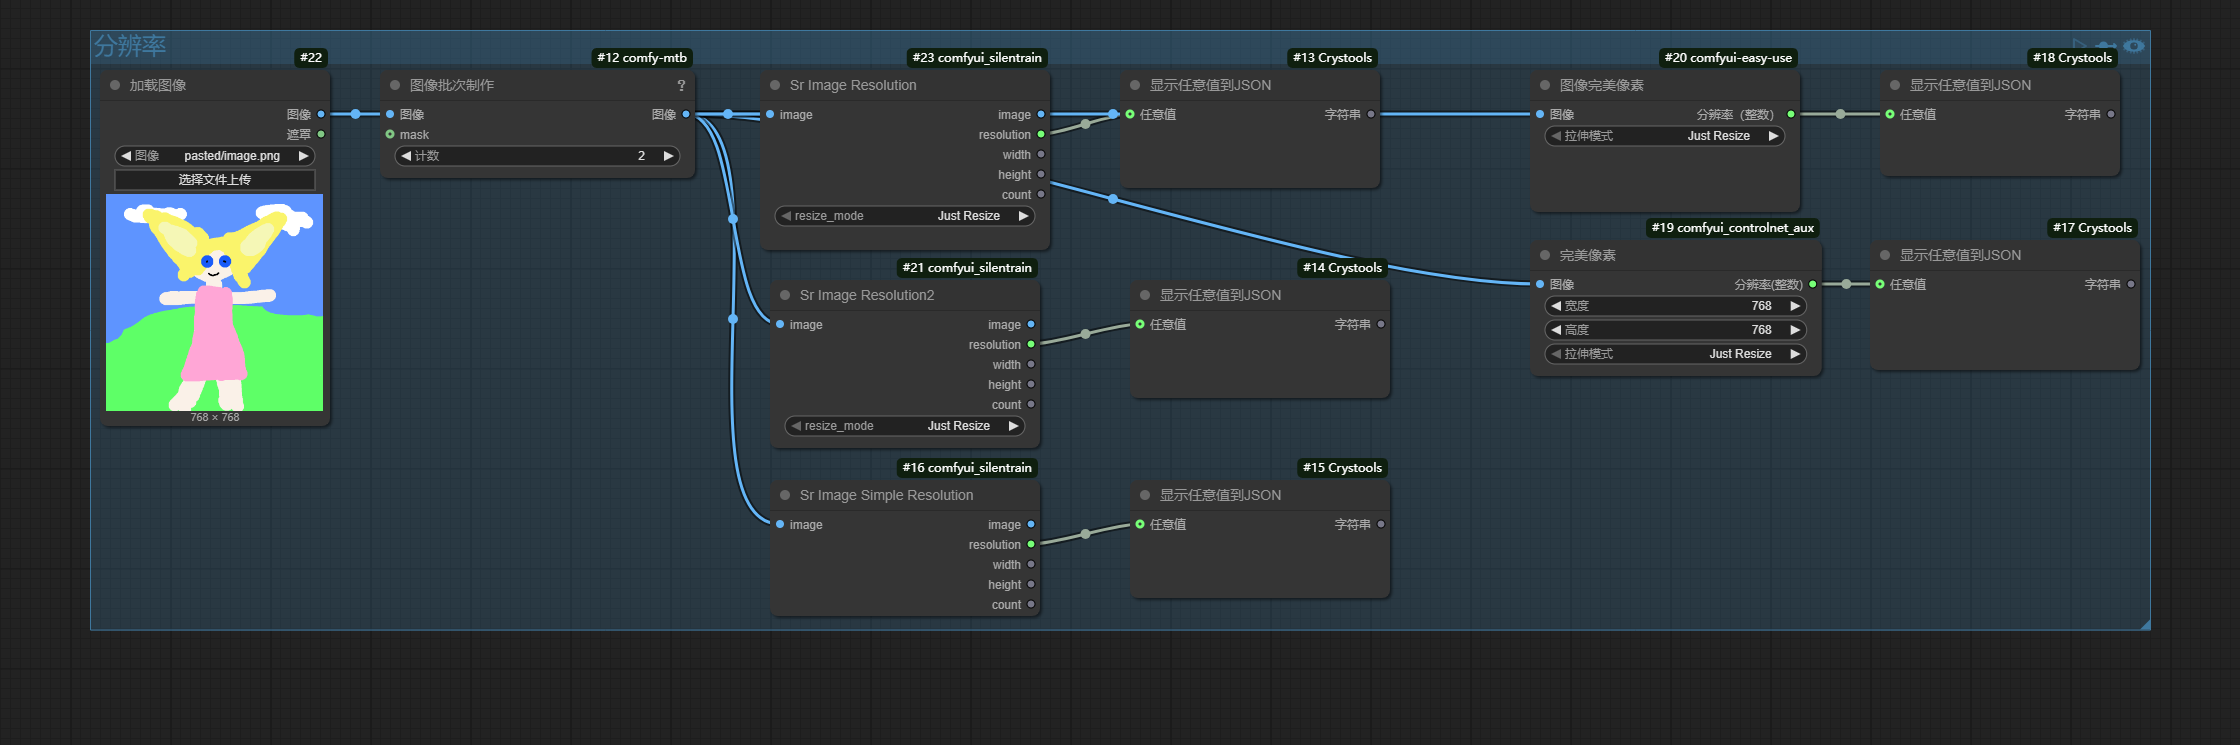 分辨率
#22
加载图像
图像
遮罩
图像 pasted/image.png
选择文件上传
768 × 768
#12 comfy-mtb
图像批次制作 ?
图像 图像
mask
计数 2
#23 comfyui_silentrain
Sr Image Resolution
image image
resolution
width
height
count
resize_mode Just Resize
#13 Crystools
显示任意值到JSON
任意值 字符串
#20 comfyui-easy-use
图像完美像素
图像 分辨率（整数）
拉伸模式 Just Resize
#18 Crystools
显示任意值到JSON
任意值 字符串
#21 comfyui_silentrain
Sr Image Resolution2
image image
resolution
width
height
count
resize_mode Just Resize
#14 Crystools
显示任意值到JSON
任意值 字符串
#19 comfyui_controlnet_aux
完美像素
图像 分辨率(整数)
宽度 768
高度 768
拉伸模式 Just Resize
#17 Crystools
显示任意值到JSON
任意值 字符串
#16 comfyui_silentrain
Sr Image Simple Resolution
image image
resolution
width
height
count
#15 Crystools
显示任意值到JSON
任意值 字符串